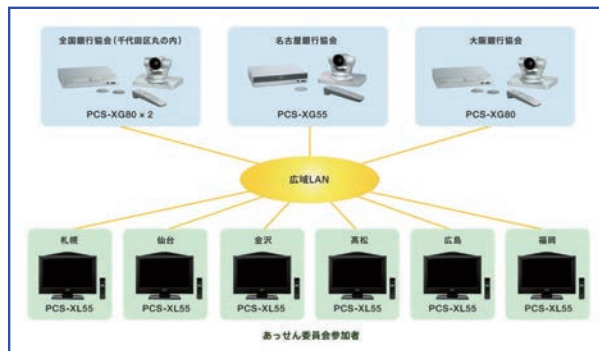 全国銀行協会(千代田区丸の内)
PCS-XG80 × 2
名古屋銀行協会
PCS-XG55
大阪銀行協会
PCS-XG80
広域LAN
札幌
PCS-XL55
仙台
PCS-XL55
金沢
PCS-XL55
高松
PCS-XL55
広島
PCS-XL55
福岡
PCS-XL55
あっせん委員会参加者